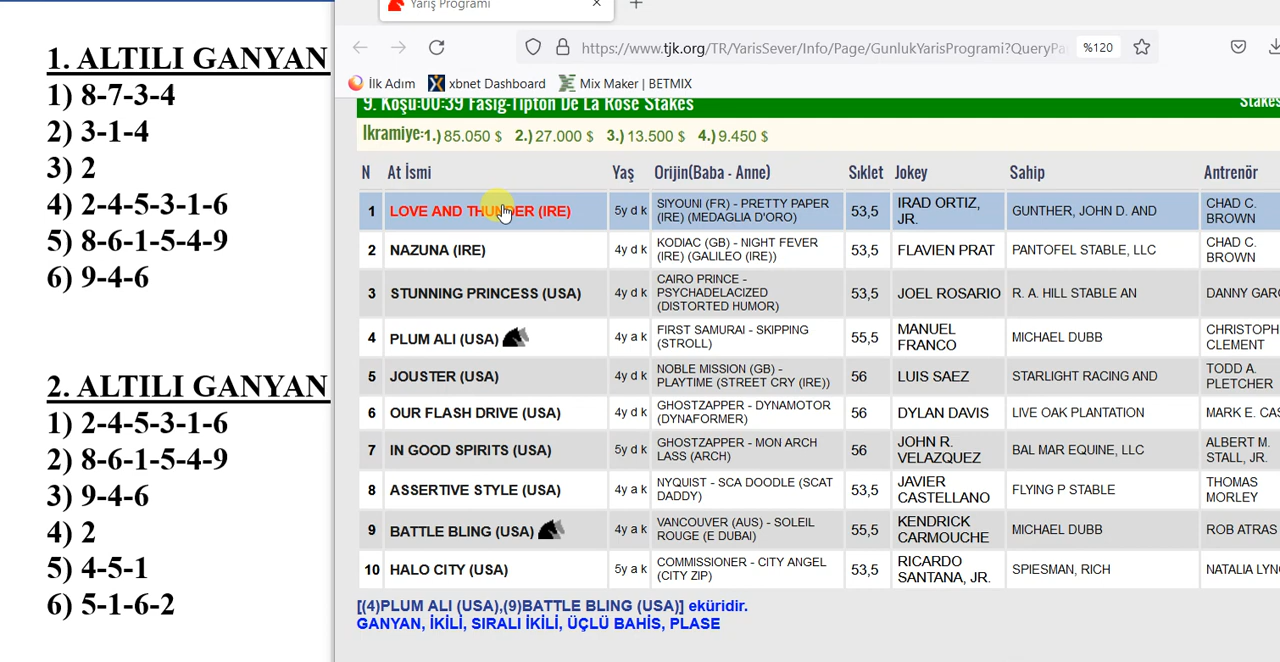 1. ALTILI GANYAN
1) 8-7-3-4
2) 3-1-4
3) 2
4) 2-4-5-3-1-6
5) 8-6-1-5-4-9
6) 9-4-6
2. ALTILI GANYAN
1) 2-4-5-3-1-6
2) 8-6-1-5-4-9
3) 9-4-6
4) 2
5) 4-5-1
6) 5-1-6-2
Yarış Programı
https://www.tjk.org/TR/YarisSever/Info/Page/GunlukYarisProgrami?QueryPa %120
İlk Adım xbnet Dashboard Mix Maker | BETMIX
9. Koşu:00:39 Fasig-Tipton De La Rose Stakes Stakes
Ikramiye:1.) 85.050 $ 2.) 27.000 $ 3.) 13.500 $ 4.) 9.450 $
N At İsmi Yaş Orijin(Baba - Anne) Sıklet Jokey Sahip Antrenör
1 LOVE AND THUNDER (IRE) 5y d k SIYOUNI (FR) - PRETTY PAPER (IRE) (MEDAGLIA D'ORO) 53,5 IRAD ORTIZ, JR. GUNTHER, JOHN D. AND CHAD C. BROWN
2 NAZUNA (IRE) 4y d k KODIAC (GB) - NIGHT FEVER (IRE) (GALILEO (IRE)) 53,5 FLAVIEN PRAT PANTOFEL STABLE, LLC CHAD C. BROWN
3 STUNNING PRINCESS (USA) 4y d k CAIRO PRINCE - PSYCHADELACIZED (DISTORTED HUMOR) 53,5 JOEL ROSARIO R. A. HILL STABLE AN DANNY GARG
4 PLUM ALI (USA) 4y a k FIRST SAMURAI - SKIPPING (STROLL) 55,5 MANUEL FRANCO MICHAEL DUBB CHRISTOPH CLEMENT
5 JOUSTER (USA) 4y d k NOBLE MISSION (GB) - PLAYTIME (STREET CRY (IRE)) 56 LUIS SAEZ STARLIGHT RACING AND TODD A. PLETCHER
6 OUR FLASH DRIVE (USA) 4y d k GHOSTZAPPER - DYNAMOTOR (DYNAFORMER) 56 DYLAN DAVIS LIVE OAK PLANTATION MARK E. CAS
7 IN GOOD SPIRITS (USA) 5y d k GHOSTZAPPER - MON ARCH LASS (ARCH) 56 JOHN R. VELAZQUEZ BAL MAR EQUINE, LLC ALBERT M. STALL, JR.
8 ASSERTIVE STYLE (USA) 4y a k NYQUIST - SCA DOODLE (SCAT DADDY) 53,5 JAVIER CASTELLANO FLYING P STABLE THOMAS MORLEY
9 BATTLE BLING (USA) 4y a k VANCOUVER (AUS) - SOLEIL ROUGE (E DUBAI) 55,5 KENDRICK CARMOUCHE MICHAEL DUBB ROB ATRAS
10 HALO CITY (USA) 5y a k COMMISSIONER - CITY ANGEL (CITY ZIP) 53,5 RICARDO SANTANA, JR. SPIESMAN, RICH NATALIA LYN
[(4)PLUM ALI (USA),(9)BATTLE BLING (USA)] eküridir.
GANYAN, İKİLİ, SIRALI İKİLİ, ÜÇLÜ BAHİS, PLASE